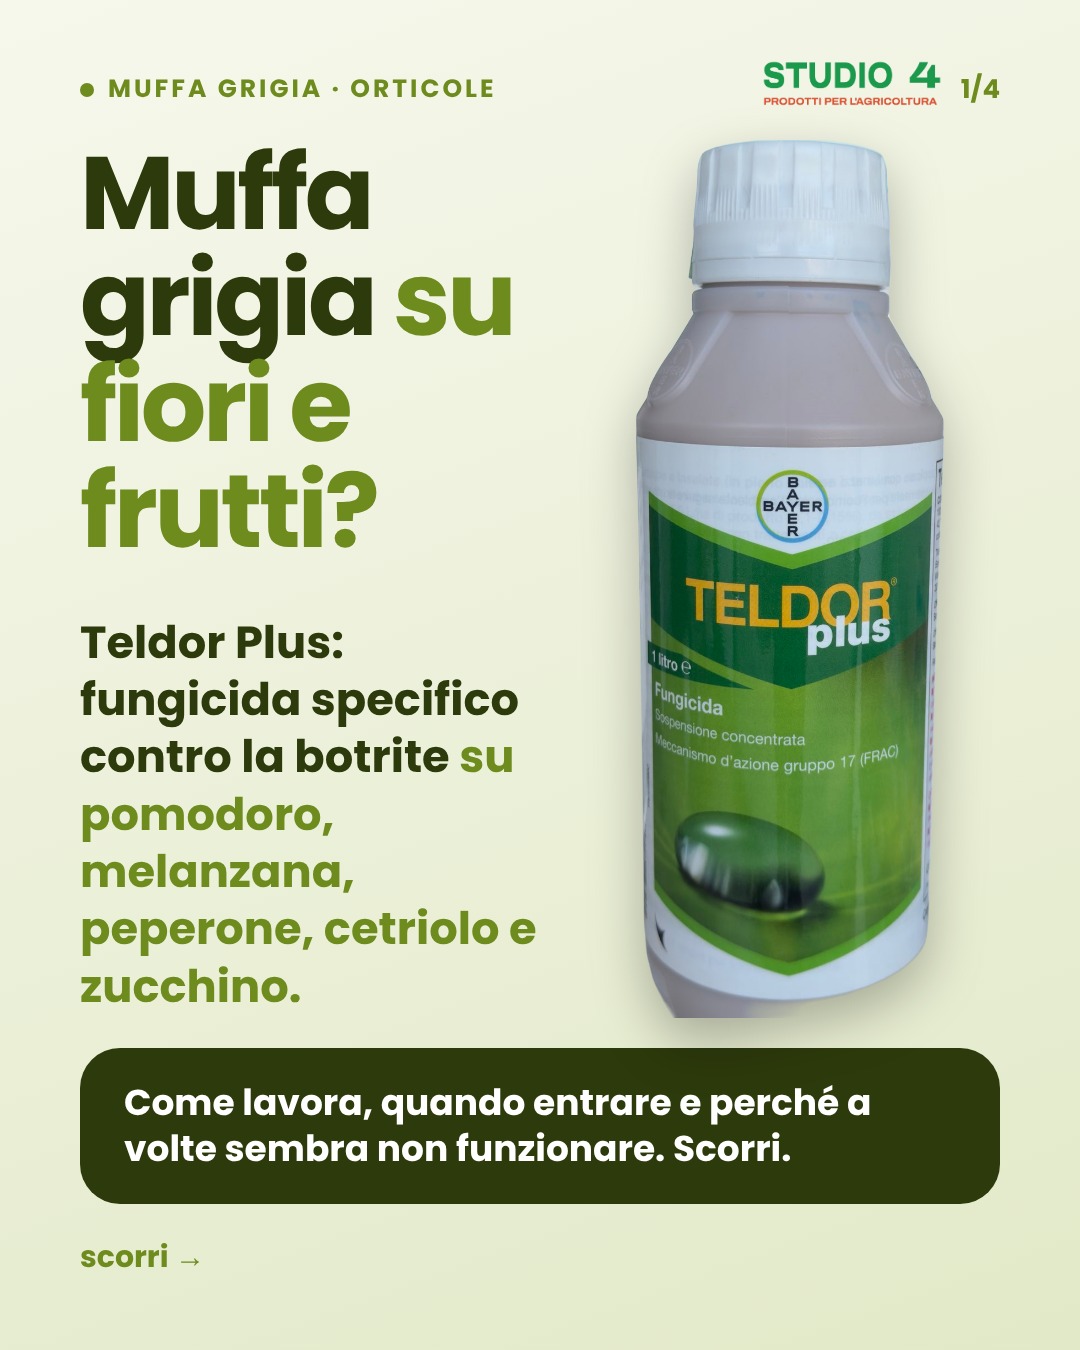 MUFFA GRIGIA · ORTICOLE
STUDIO 4
PRODOTTI PER L'AGRICOLTURA
1/4
Muffa
grigia su
fiori e
frutti?
Teldor Plus:
fungicida specifico
contro la botrite su
pomodoro,
melanzana,
peperone, cetriolo e
zucchino.
BAYER
BAYER
TELDOR®
plus
1 litro ℮
Fungicida
Sospensione concentrata
Meccanismo d'azione gruppo 17 (FRAC)
Come lavora, quando entrare e perché a
volte sembra non funzionare. Scorri.
scorri →